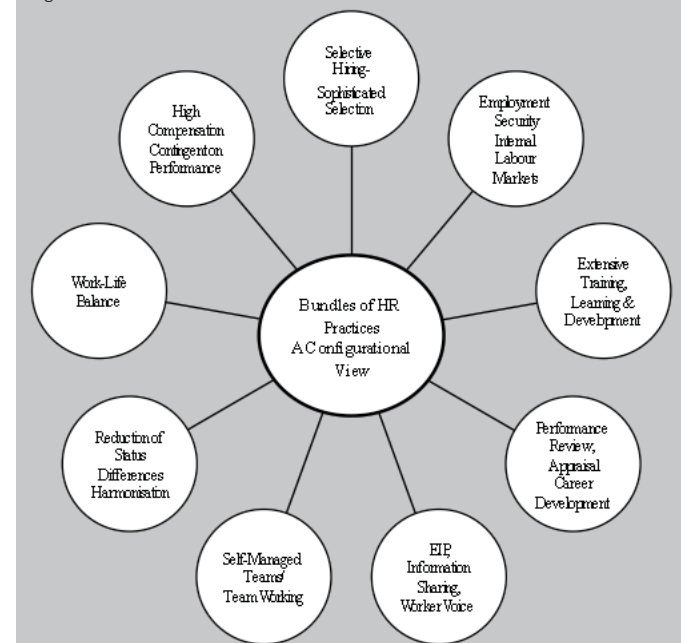 Selective
Hiring-
Sophisticated
Selection
Employment
Security
Internal
Labour
Markets
Extensive
Training,
Learning &
Development
Performance
Review,
Appraisal
Career
Development
EIP,
Information
Sharing,
Worker Voice
Self-Managed
Teams/
Team Working
Reduction of
Status
Differences
Harmonisation
Work-Life
Balance
High
Compensation
Contingent on
Performance
Bundles of HR
Practices
A Configurational
View